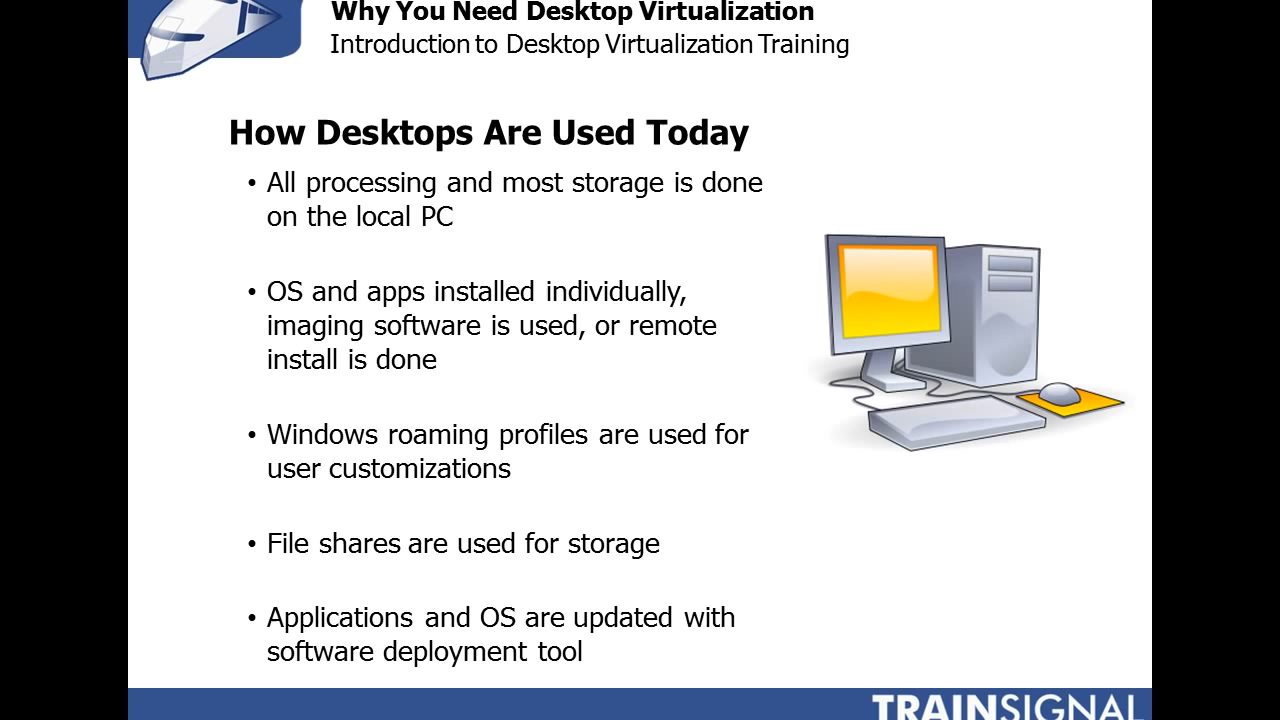 Why You Need Desktop Virtualization
Introduction to Desktop Virtualization Training
How Desktops Are Used Today
• All processing and most storage is done
on the local PC
• OS and apps installed individually,
imaging software is used, or remote
install is done
• Windows roaming profiles are used for
user customizations
• File shares are used for storage
• Applications and OS are updated with
software deployment tool
TRAINSIGNAL